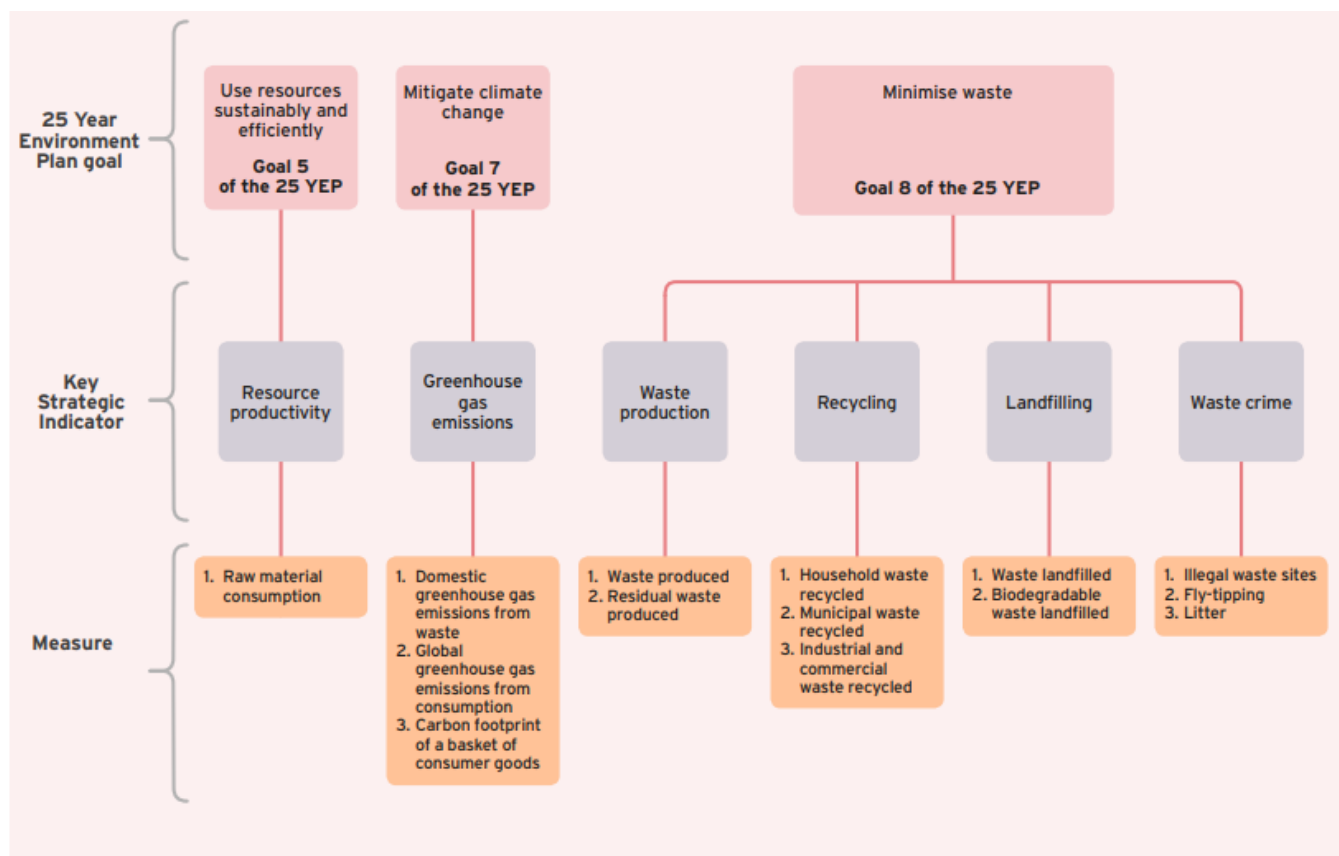 25 Year
Environment
Plan goal
Use resources
sustainably and
efficiently
Goal 5
of the 25 YEP
Mitigate climate
change
Goal 7
of the 25 YEP
Minimise waste
Goal 8 of the 25 YEP
Key
Strategic
Indicator
Resource
productivity
Greenhouse
gas
emissions
Waste
production
Recycling
Landfilling
Waste crime
Measure
1. Raw material
consumption
1. Domestic
greenhouse gas
emissions from
waste
2. Global
greenhouse gas
emissions from
consumption
3. Carbon footprint
of a basket of
consumer goods
1. Waste produced
2. Residual waste
produced
1. Household waste
recycled
2. Municipal waste
recycled
3. Industrial and
commercial
waste recycled
1. Waste landfilled
2. Biodegradable
waste landfilled
1. Illegal waste sites
2. Fly-tipping
3. Litter